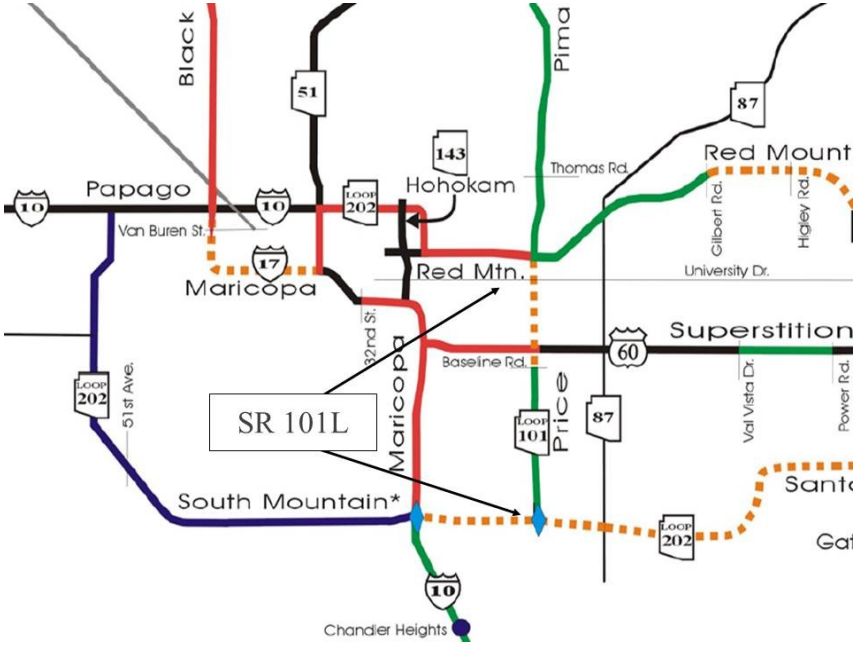 Black
Pima
51
87
143
Thomas Rd.
Red Mount
Papago
LOOP
202
Hohokam
10
10
Van Buren St.
Gilbert Rd.
Higley Rd.
17
Maricopa
Red Mtn.
University Dr.
32nd St.
Superstition
60
Baseline Rd.
Maricopa
LOOP
202
51st Ave.
SR 101L
LOOP
101
Price
87
Val Vista Dr.
Power Rd.
South Mountain*
Santa
LOOP
202
Gat
10
Chandler Heights